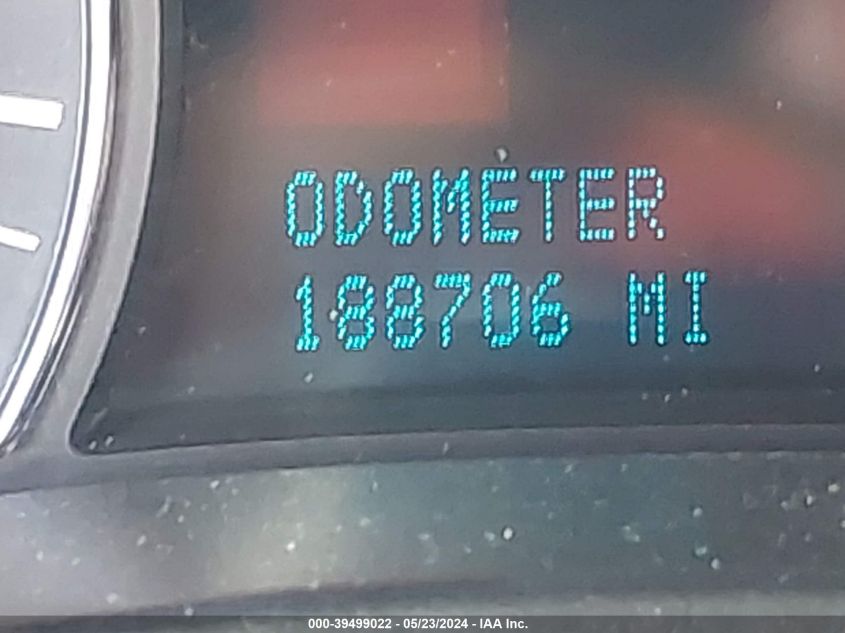 ODOMETER
188706 MI
000-39499022 - 05/23/2024 - IAA Inc.